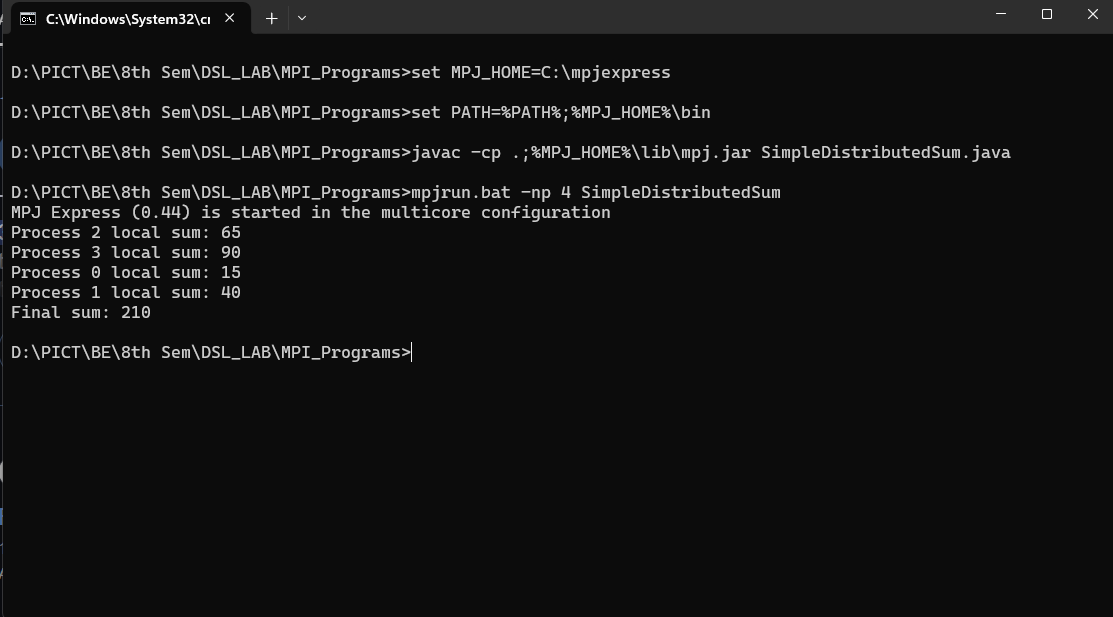 C:\Windows\System32\cr
D:\PICT\BE\8th Sem\DSL_LAB\MPI_Programs>set MPJ_HOME=C:\mpjexpress
D:\PICT\BE\8th Sem\DSL_LAB\MPI_Programs>set PATH=%PATH%;%MPJ_HOME%\bin
D:\PICT\BE\8th Sem\DSL_LAB\MPI_Programs>javac -cp .;%MPJ_HOME%\lib\mpj.jar SimpleDistributedSum.java
D:\PICT\BE\8th Sem\DSL_LAB\MPI_Programs>mpjrun.bat -np 4 SimpleDistributedSum
MPJ Express (0.44) is started in the multicore configuration
Process 2 local sum: 65
Process 3 local sum: 90
Process 0 local sum: 15
Process 1 local sum: 40
Final sum: 210
D:\PICT\BE\8th Sem\DSL_LAB\MPI_Programs>